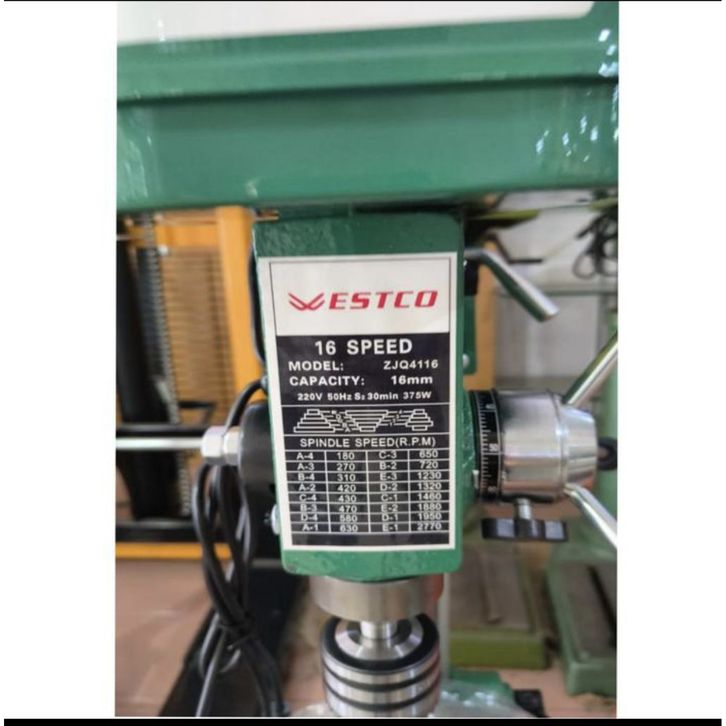 WESTCO
16 SPEED
MODEL: ZJQ4116
CAPACITY: 16mm
220V 50Hz S₂ 30min 375W
SPINDLE SPEED(R.P.M)
A-4 180 C-3 650
A-3 270 B-2 720
B-4 310 E-3 1230
A-2 420 D-2 1320
C-4 430 C-1 1460
B-3 470 E-2 1880
D-4 580 D-1 1950
A-1 630 E-1 2770